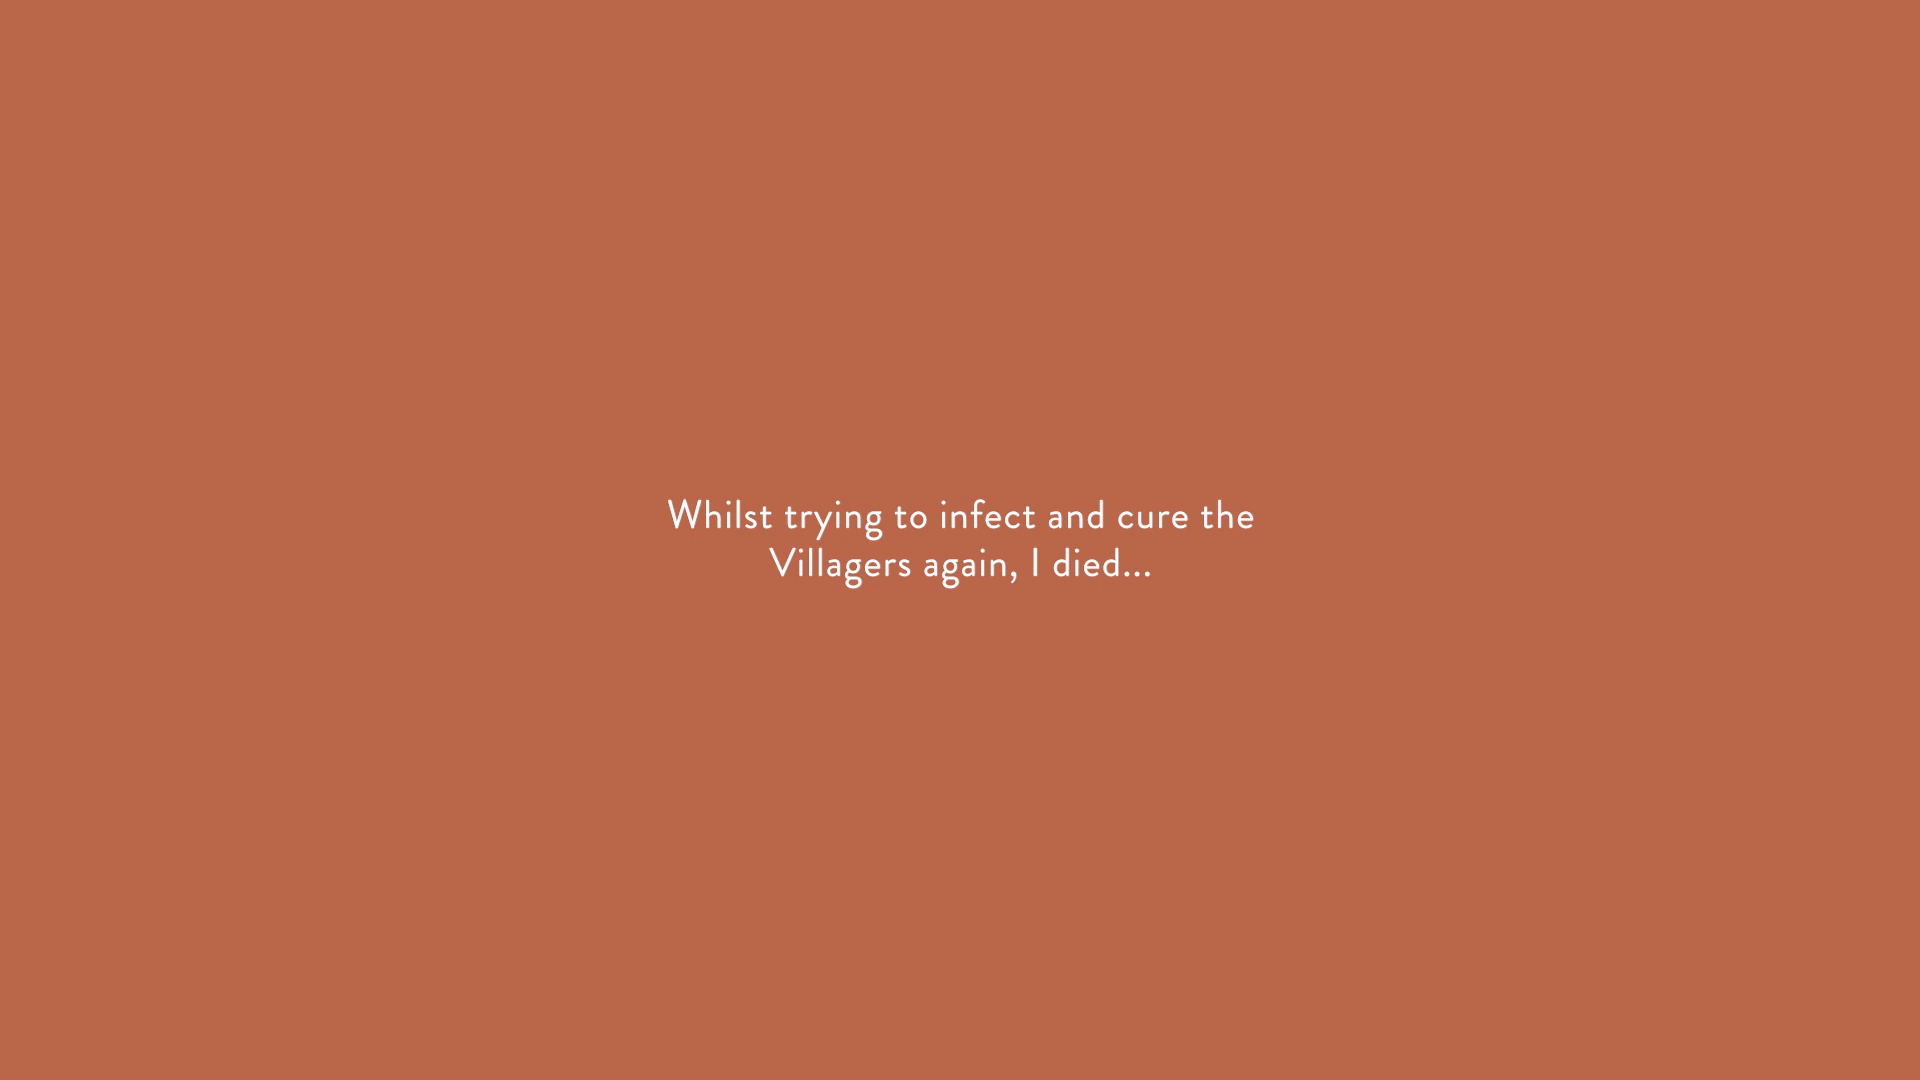 Whilst trying to infect and cure the
Villagers again, I died...